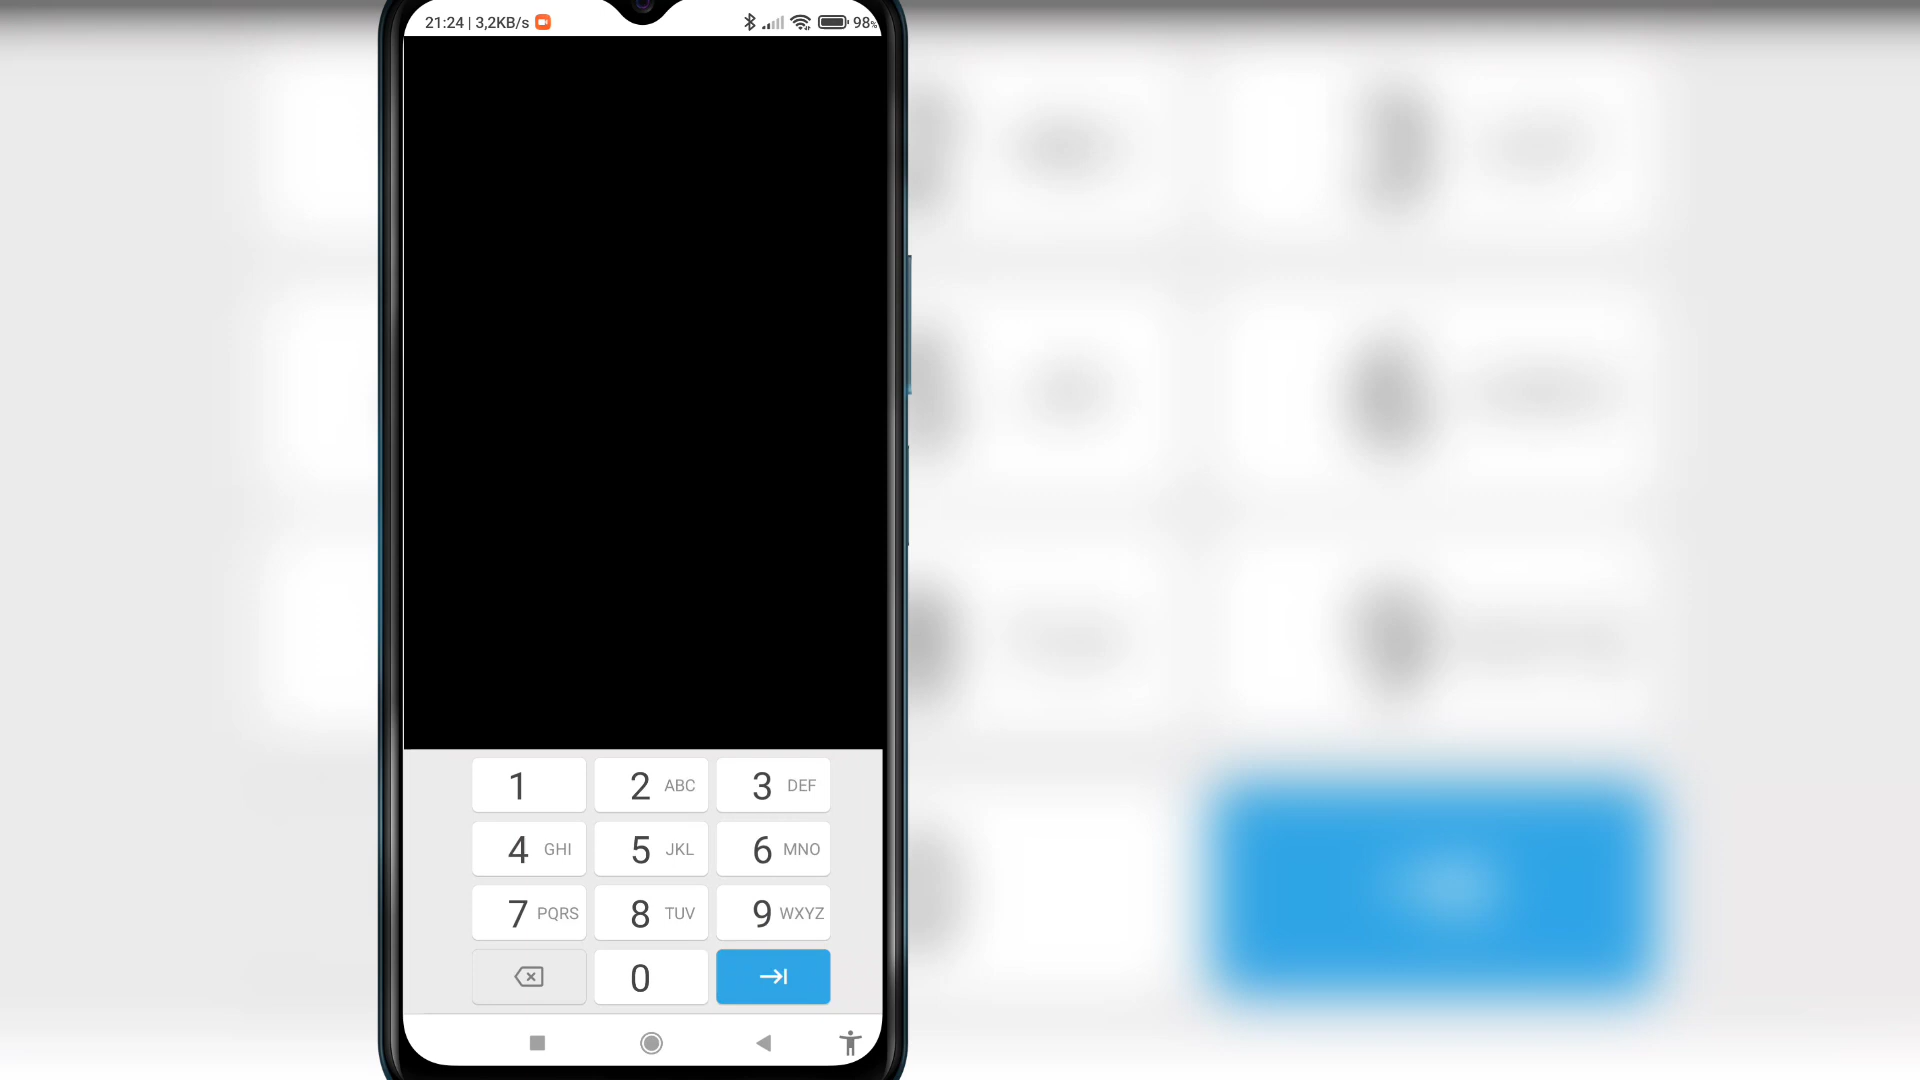 21:24 | 3,2KB/s 98%
1 2 ABC 3 DEF
4 GHI 5 JKL 6 MNO
7 PQRS 8 TUV 9 WXYZ
0